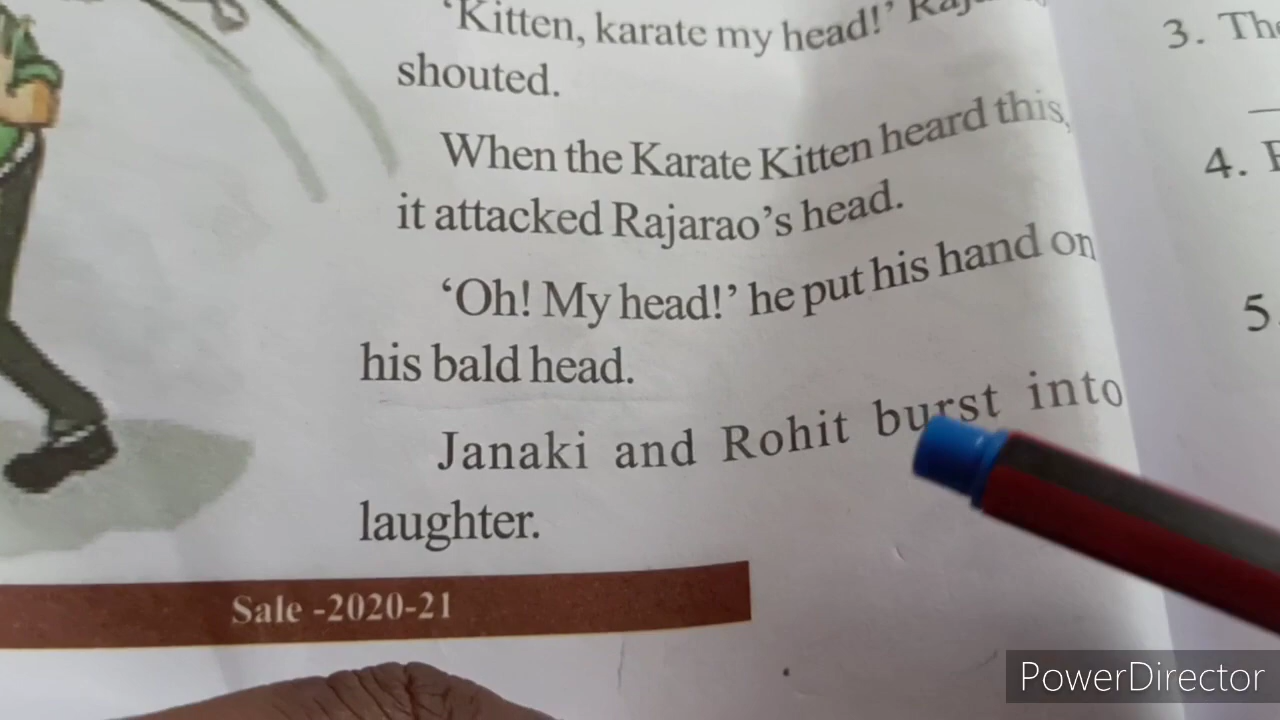 ‘Kitten, karate my head!’
shouted.
When the Karate Kitten heard this,
it attacked Rajarao’s head.
‘Oh! My head!’ he put his hand on
his bald head.
Janaki and Rohit burst into
laughter.
Sale -2020-21
3.
4.
5
PowerDirector